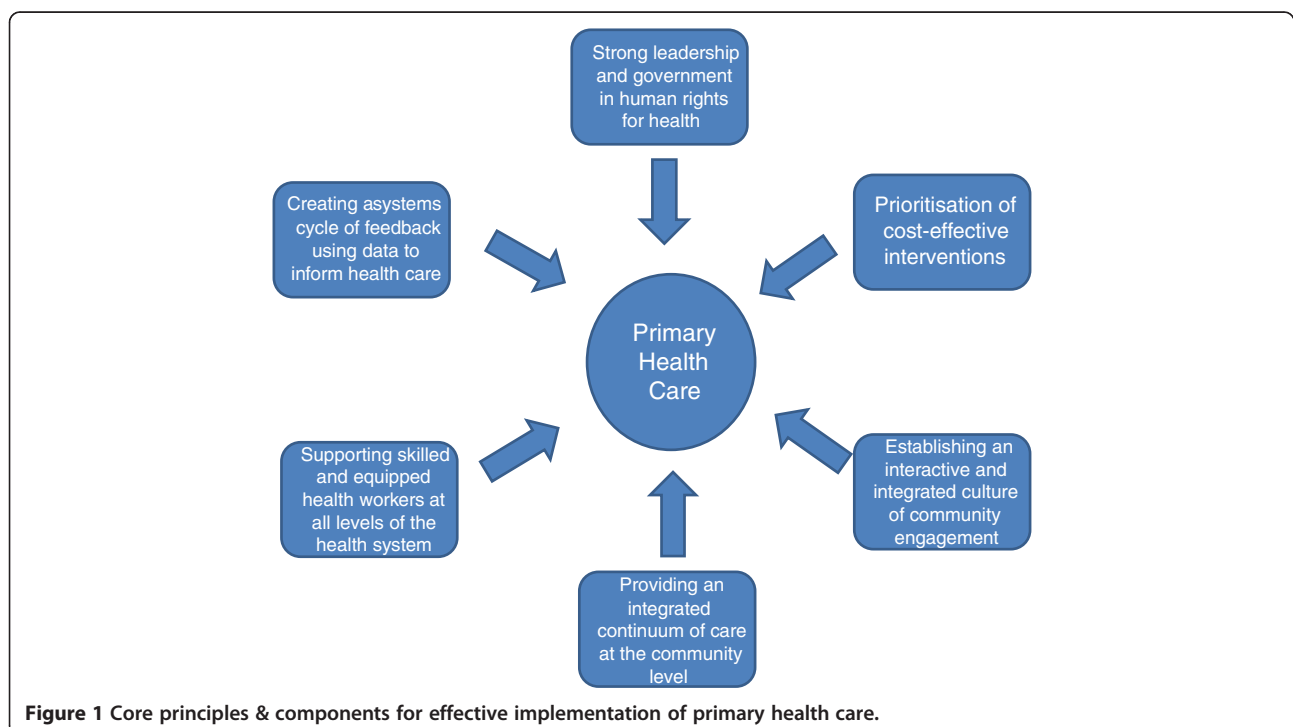 Strong leadership
and government
in human rights
for health
Creating asystems
cycle of feedback
using data to
inform health care
Prioritisation of
cost-effective
interventions
Primary
Health
Care
Supporting skilled
and equipped
health workers at
all levels of the
health system
Establishing an
interactive and
integrated culture
of community
engagement
Providing an
integrated
continuum of care
at the community
level
Figure 1 Core principles & components for effective implementation of primary health care.